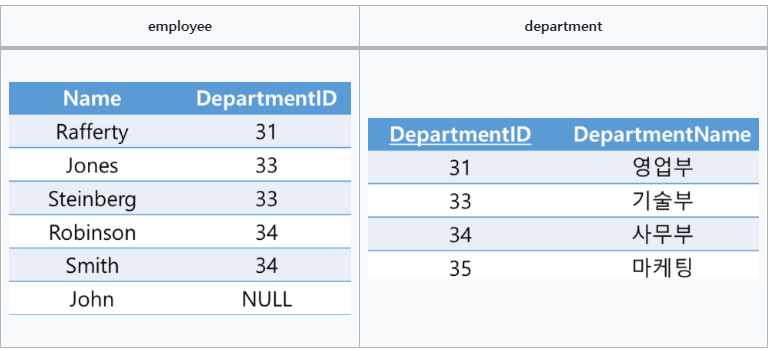 employee department
Name DepartmentID
Rafferty 31
Jones 33
Steinberg 33
Robinson 34
Smith 34
John NULL
DepartmentID DepartmentName
31 영업부
33 기술부
34 사무부
35 마케팅